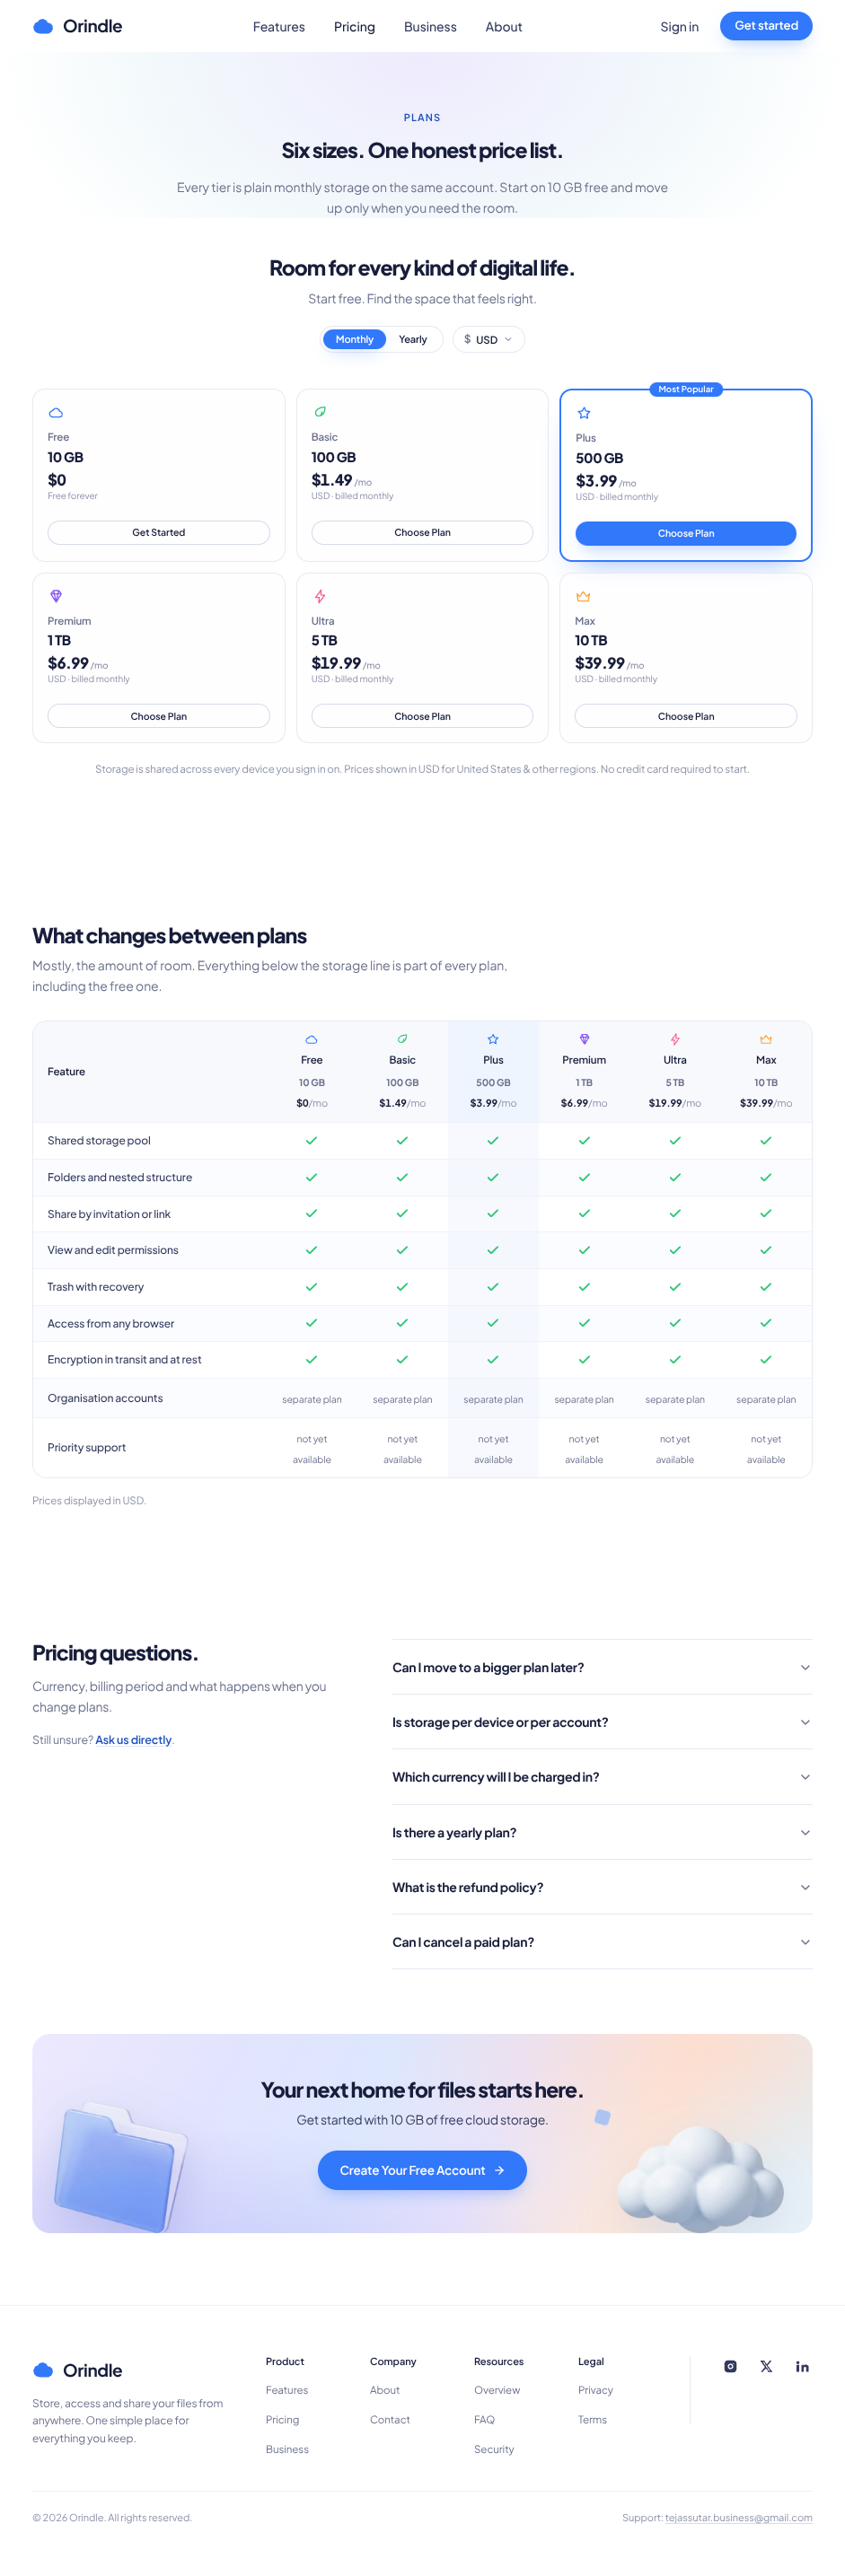 Orindle
Features Pricing Business About
Sign in Get started
PLANS
Six sizes. One honest price list.
Every tier is plain monthly storage on the same account. Start on 10 GB free and move
up only when you need the room.
Room for every kind of digital life.
Start free. Find the space that feels right.
Monthly Yearly $ USD
Free
10 GB
$0
Free forever
Get Started
Basic
100 GB
$1.49 /mo
USD · billed monthly
Choose Plan
Most Popular
Plus
500 GB
$3.99 /mo
USD · billed monthly
Choose Plan
Premium
1 TB
$6.99 /mo
USD · billed monthly
Choose Plan
Ultra
5 TB
$19.99 /mo
USD · billed monthly
Choose Plan
Max
10 TB
$39.99 /mo
USD · billed monthly
Choose Plan
Storage is shared across every device you sign in on. Prices shown in USD for United States & other regions. No credit card required to start.
What changes between plans
Mostly, the amount of room. Everything below the storage line is part of every plan,
including the free one.
Feature
Free Basic Plus Premium Ultra Max
10 GB 100 GB 500 GB 1 TB 5 TB 10 TB
$0/mo $1.49/mo $3.99/mo $6.99/mo $19.99/mo $39.99/mo
Shared storage pool
Folders and nested structure
Share by invitation or link
View and edit permissions
Trash with recovery
Access from any browser
Encryption in transit and at rest
Organisation accounts separate plan separate plan separate plan separate plan separate plan separate plan
Priority support not yet available not yet available not yet available not yet available not yet available not yet available
Prices displayed in USD.
Pricing questions.
Currency, billing period and what happens when you
change plans.
Still unsure? Ask us directly.
Can I move to a bigger plan later?
Is storage per device or per account?
Which currency will I be charged in?
Is there a yearly plan?
What is the refund policy?
Can I cancel a paid plan?
Your next home for files starts here.
Get started with 10 GB of free cloud storage.
Create Your Free Account
Orindle
Store, access and share your files from
anywhere. One simple place for
everything you keep.
Product
Features
Pricing
Business
Company
About
Contact
Resources
Overview
FAQ
Security
Legal
Privacy
Terms
© 2026 Orindle. All rights reserved.
Support: tejassutar.business@gmail.com